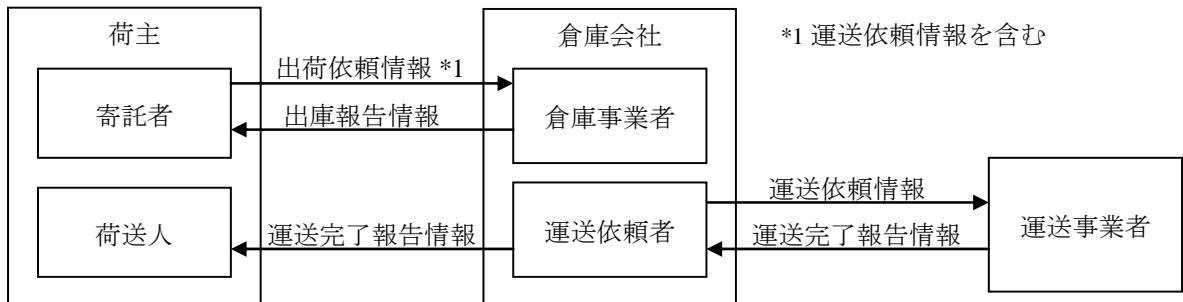 荷主
倉庫会社
*1 運送依頼情報を含む
出荷依頼情報 *1
寄託者
倉庫事業者
出庫報告情報
運送依頼情報
荷送人
運送完了報告情報
運送依頼者
運送完了報告情報
運送事業者